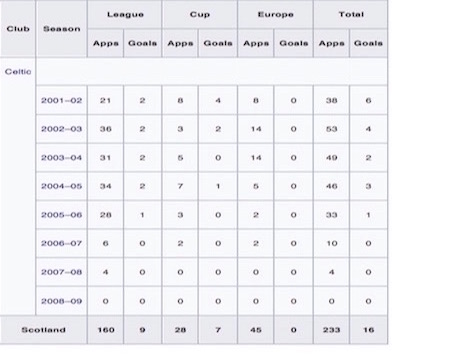 Club Season League Cup Europe Total
Apps Goals Apps Goals Apps Goals Apps Goals
Celtic
2001–02 21 2 8 4 8 0 38 6
2002–03 36 2 3 2 14 0 53 4
2003–04 31 2 5 0 14 0 49 2
2004–05 34 2 7 1 5 0 46 3
2005–06 28 1 3 0 2 0 33 1
2006–07 6 0 2 0 2 0 10 0
2007–08 4 0 0 0 0 0 4 0
2008–09 0 0 0 0 0 0 0 0
Scotland 160 9 28 7 45 0 233 16